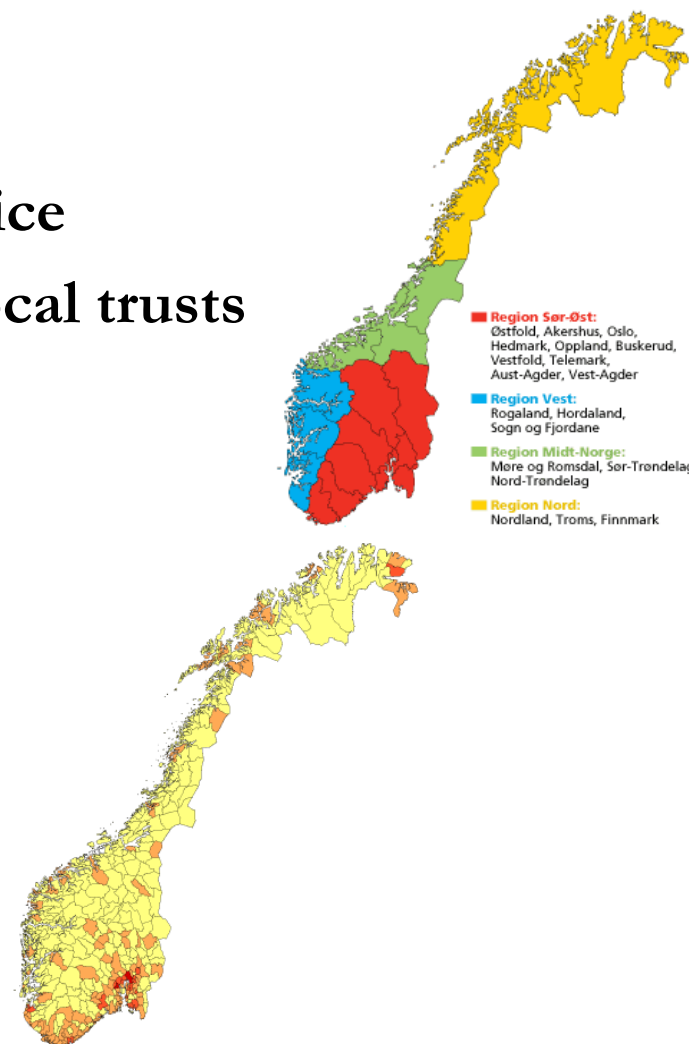 ice
ocal trusts
Region Sør-Øst:
Østfold, Akershus, Oslo,
Hedmark, Oppland, Buskerud,
Vestfold, Telemark,
Aust-Agder, Vest-Agder
Region Vest:
Rogaland, Hordaland,
Sogn og Fjordane
Region Midt-Norge:
Møre og Romsdal, Sør-Trøndelag
Nord-Trøndelag
Region Nord:
Nordland, Troms, Finnmark